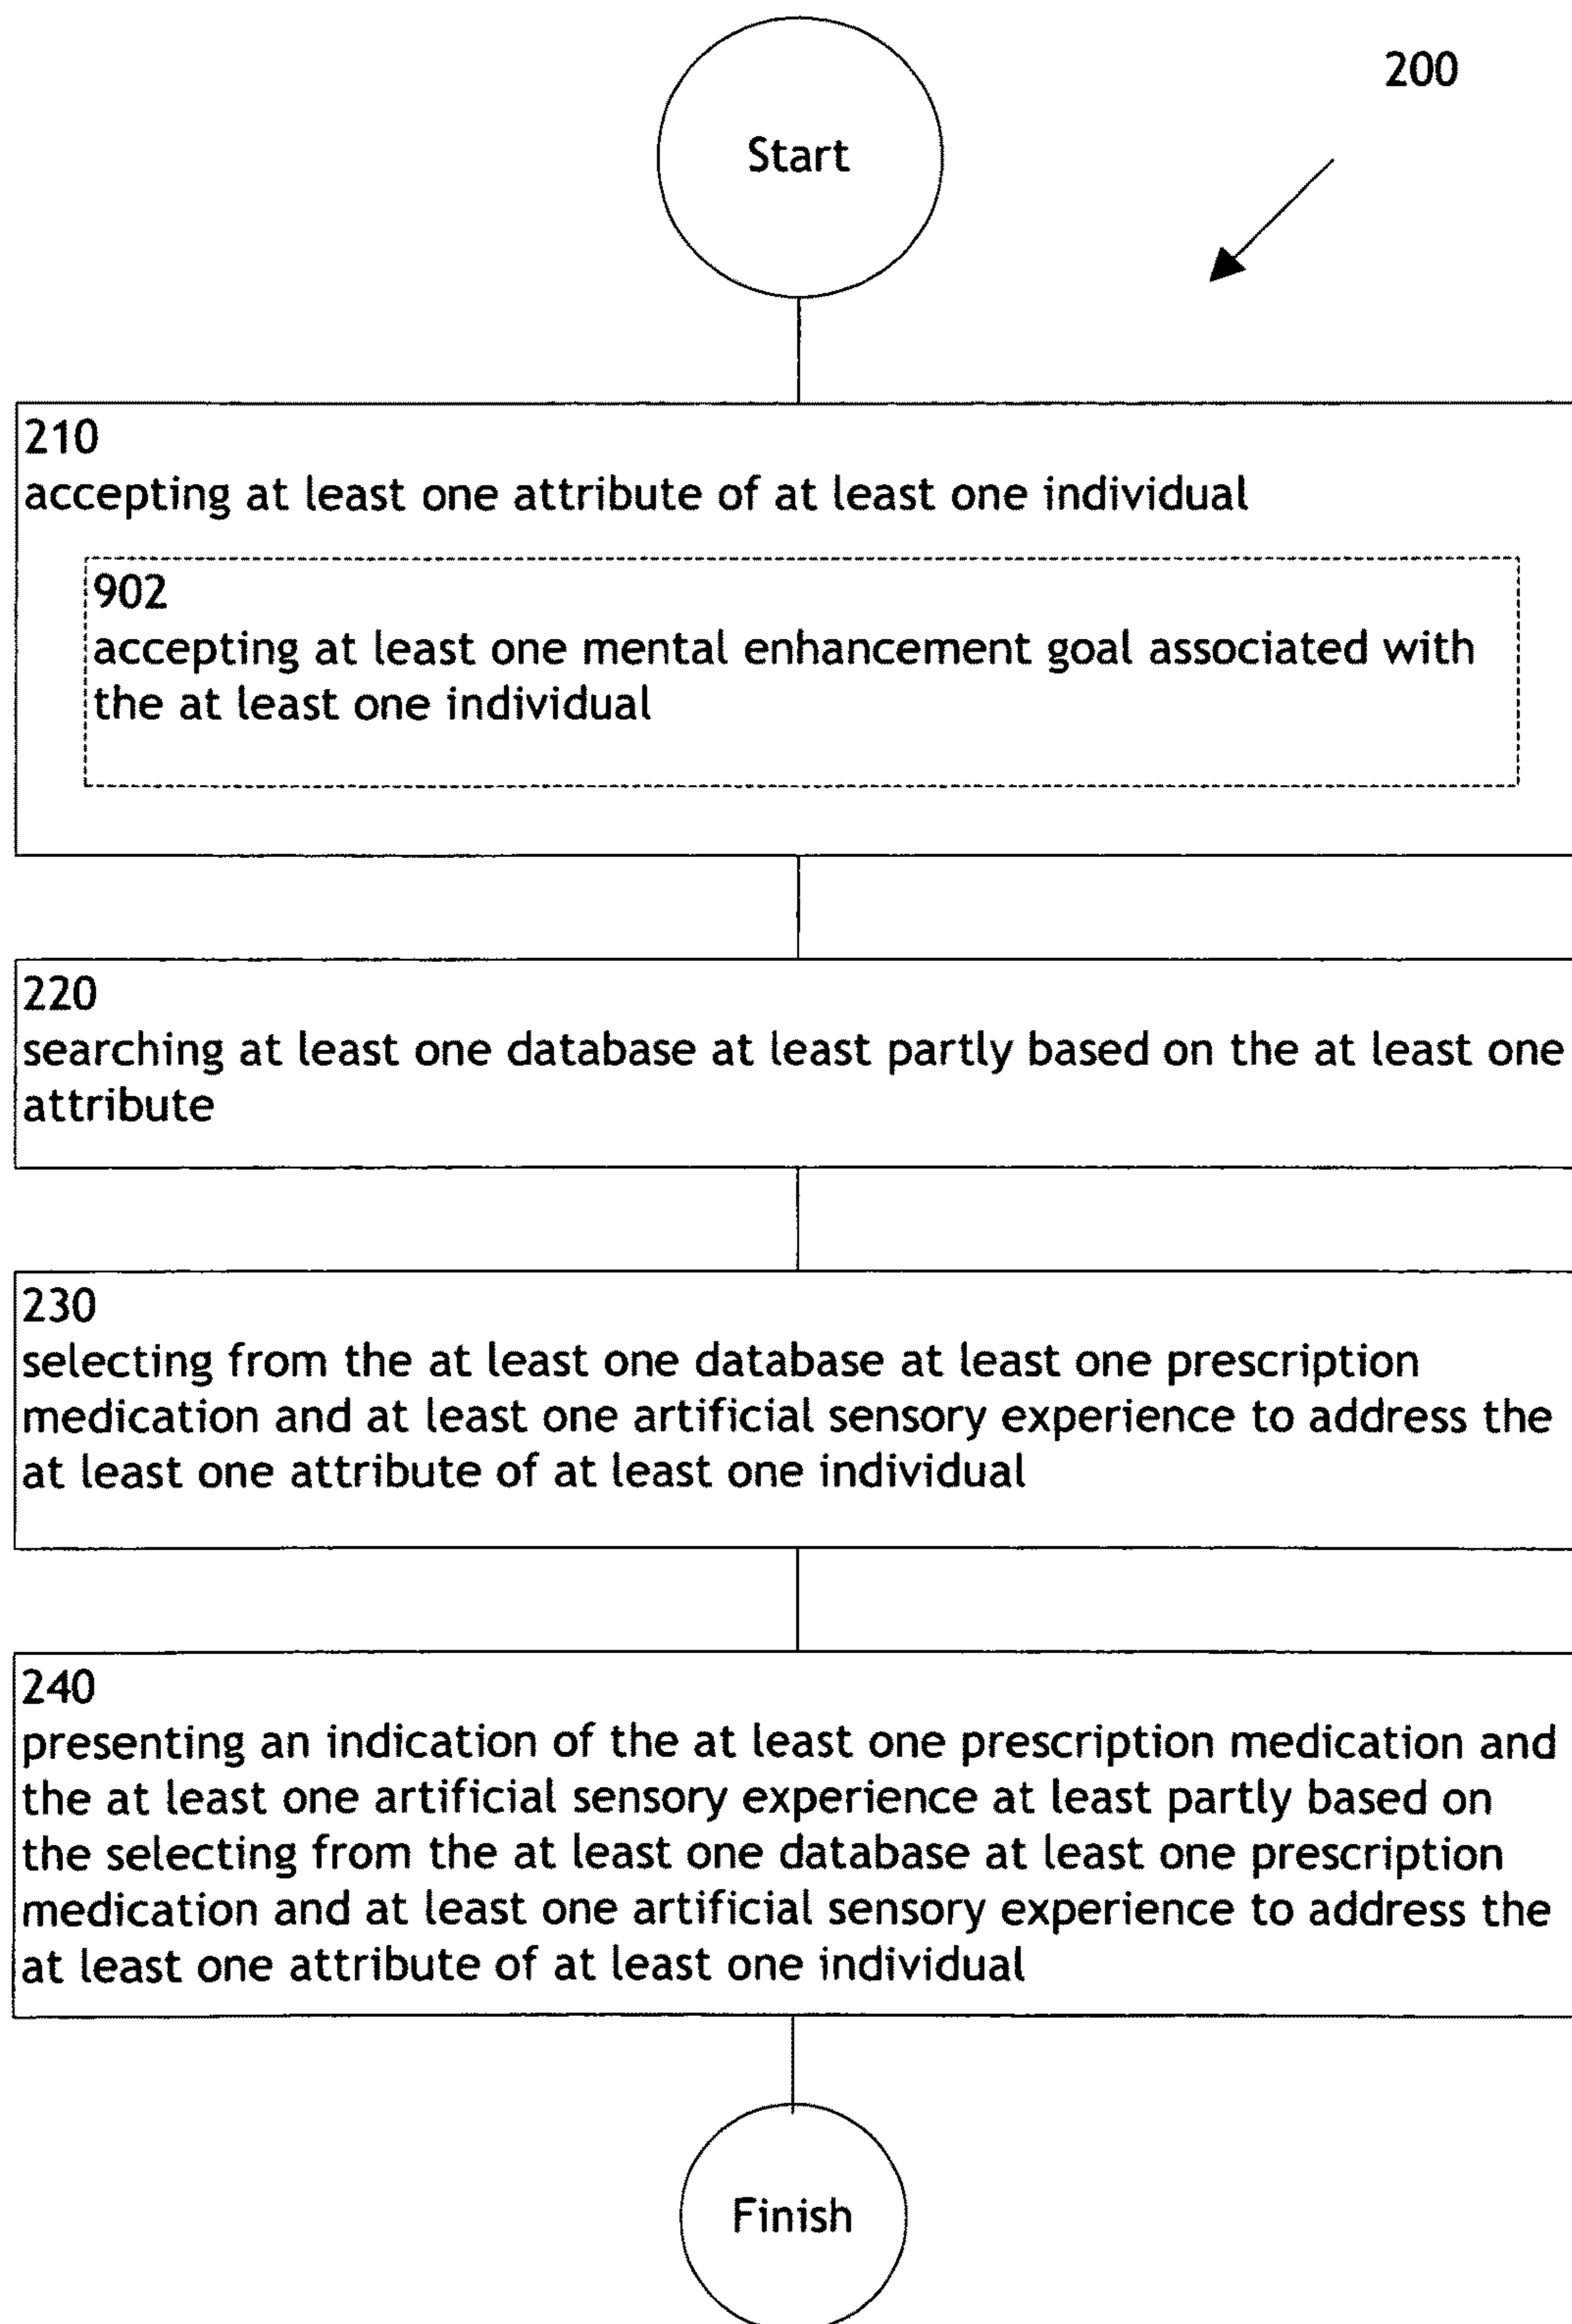 200
Start
210
accepting at least one attribute of at least one individual
902
accepting at least one mental enhancement goal associated with
the at least one individual
220
searching at least one database at least partly based on the at least one
attribute
230
selecting from the at least one database at least one prescription
medication and at least one artificial sensory experience to address the
at least one attribute of at least one individual
240
presenting an indication of the at least one prescription medication and
the at least one artificial sensory experience at least partly based on
the selecting from the at least one database at least one prescription
medication and at least one artificial sensory experience to address the
at least one attribute of at least one individual
Finish